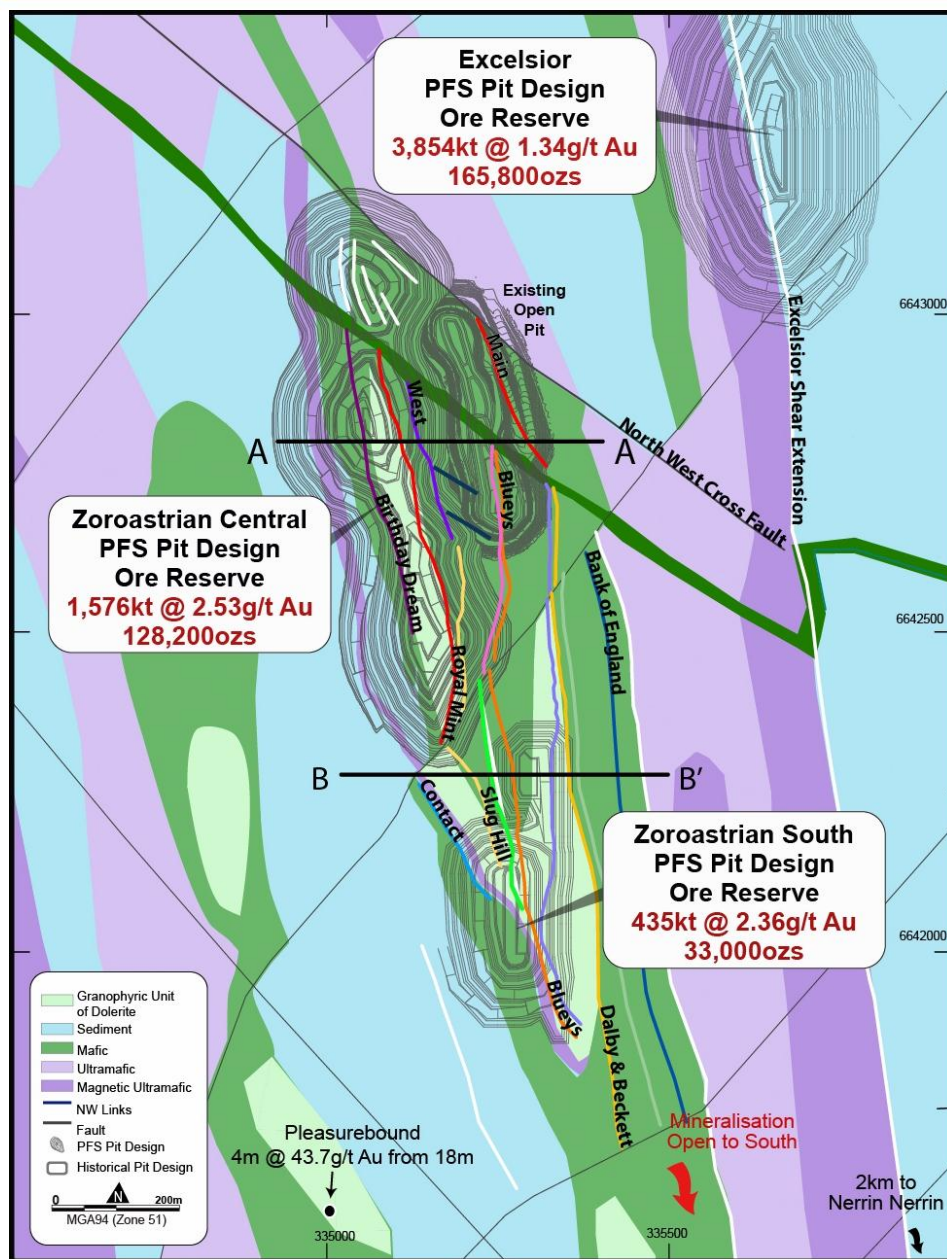 Excelsior
PFS Pit Design
Ore Reserve
3,854kt @ 1.34g/t Au
165,800ozs
Existing
Open
Pit
6643000
Main
West
Excelsior Shear Extension
North West Cross Fault
A
A'
Blueys
Birthday Dream
Zoroastrian Central
PFS Pit Design
Ore Reserve
1,576kt @ 2.53g/t Au
128,200ozs
Bank of England
6642500
Royal Mint
B
B'
Contact
Slug Hill
Zoroastrian South
PFS Pit Design
Ore Reserve
435kt @ 2.36g/t Au
33,000ozs
6642000
Blueys
Dalby & Beckett
Granophyric Unit
of Dolerite
Sediment
Mafic
Ultramafic
Magnetic Ultramafic
NW Links
Fault
PFS Pit Design
Historical Pit Design
0 N 200m
MGA94 (Zone 51)
Pleasurebound
4m @ 43.7g/t Au from 18m
Mineralisation
Open to South
2km to
Nerrin Nerrin
335000
335500